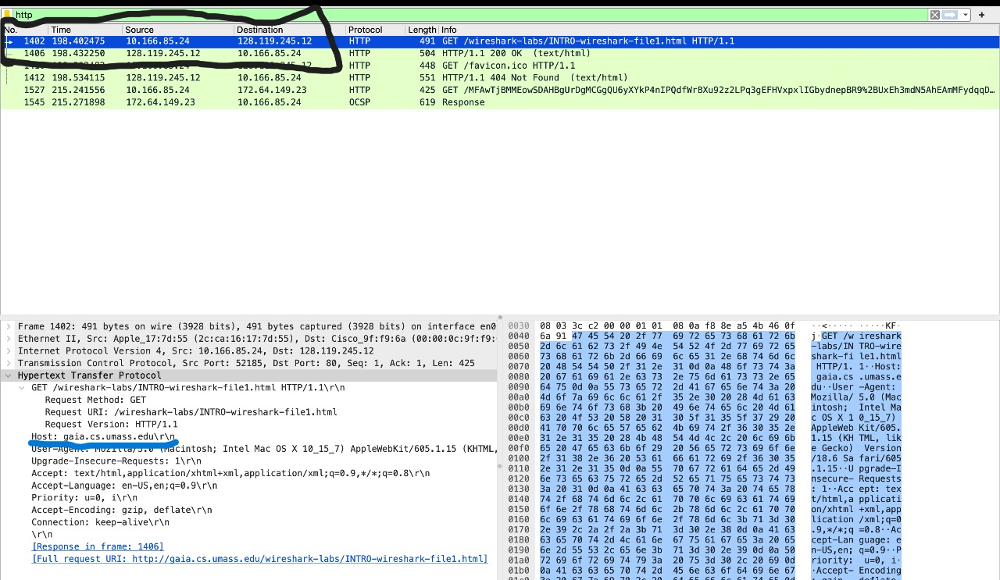 http
No. Time Source Destination Protocol Length Info
1402 198.402475 10.166.85.24 128.119.245.12 HTTP 491 GET /wireshark-labs/INTRO-wireshark-file1.html HTTP/1.1
1406 198.432250 128.119.245.12 10.166.85.24 HTTP 504 HTTP/1.1 200 OK (text/html)
HTTP 448 GET /favicon.ico HTTP/1.1
1412 198.534115 128.119.245.12 10.166.85.24 HTTP 551 HTTP/1.1 404 Not Found (text/html)
1527 215.241556 10.166.85.24 172.64.149.23 HTTP 425 GET /MFAwTjBMMEowSDAHBgUrDgMCGgQU6yXYkP4nIPQdfWrBXu92z2LPq3gEFHVxpxlIGbydnepBR9%2BUxEh3mdN5AhEAmMFydqqD…
1545 215.271898 172.64.149.23 10.166.85.24 OCSP 619 Response
Frame 1402: 491 bytes on wire (3928 bits), 491 bytes captured (3928 bits) on interface en0
Ethernet II, Src: Apple_17:7d:55 (2c:ca:16:17:7d:55), Dst: Cisco_9f:f9:6a (00:00:0c:9f:f9:
Internet Protocol Version 4, Src: 10.166.85.24, Dst: 128.119.245.12
Transmission Control Protocol, Src Port: 52185, Dst Port: 80, Seq: 1, Ack: 1, Len: 425
Hypertext Transfer Protocol
GET /wireshark-labs/INTRO-wireshark-file1.html HTTP/1.1\r\n
Request Method: GET
Request URI: /wireshark-labs/INTRO-wireshark-file1.html
Request Version: HTTP/1.1
Host: gaia.cs.umass.edu\r\n
User-Agent: Mozilla/5.0 (Macintosh; Intel Mac OS X 10_15_7) AppleWebKit/605.1.15 (KHTML,
Upgrade-Insecure-Requests: 1\r\n
Accept: text/html,application/xhtml+xml,application/xml;q=0.9,*/*;q=0.8\r\n
Accept-Language: en-US,en;q=0.9\r\n
Priority: u=0, i\r\n
Accept-Encoding: gzip, deflate\r\n
Connection: keep-alive\r\n
\r\n
[Response in frame: 1406]
[Full request URI: http://gaia.cs.umass.edu/wireshark-labs/INTRO-wireshark-file1.html]
0030 08 03 3c c2 00 00 01 01 08 0a f8 8e a5 4b 46 0f ··<····· ·····KF·
0040 6a 91 47 45 54 20 2f 77 69 72 65 73 68 61 72 6b j·GET /w ireshark
0050 2d 6c 61 62 73 2f 49 4e 54 52 4f 2d 77 69 72 65 -labs/IN TRO-wire
0060 73 68 61 72 6b 2d 66 69 6c 65 31 2e 68 74 6d 6c shark-fi le1.html
0070 20 48 54 54 50 2f 31 2e 31 0d 0a 48 6f 73 74 3a HTTP/1. 1··Host:
0080 20 67 61 69 61 2e 63 73 2e 75 6d 61 73 73 2e 65 gaia.cs .umass.e
0090 64 75 0d 0a 55 73 65 72 2d 41 67 65 6e 74 3a 20 du··User -Agent:
00a0 4d 6f 7a 69 6c 6c 61 2f 35 2e 30 20 28 4d 61 63 Mozilla/ 5.0 (Mac
00b0 69 6e 74 6f 73 68 3b 20 49 6e 74 65 6c 20 4d 61 intosh; Intel Ma
00c0 63 20 4f 53 20 58 20 31 30 5f 31 35 5f 37 29 20 c OS X 1 0_15_7)
00d0 41 70 70 6c 65 57 65 62 4b 69 74 2f 36 30 35 2e AppleWeb Kit/605.
00e0 31 2e 31 35 20 28 4b 48 54 4d 4c 2c 20 6c 69 6b 1.15 (KH TML, lik
00f0 65 20 47 65 63 6b 6f 29 20 56 65 72 73 69 6f 6e e Gecko) Version
0100 2f 31 38 2e 36 20 53 61 66 61 72 69 2f 36 30 35 /18.6 Sa fari/605
0110 2e 31 2e 31 35 0d 0a 55 70 67 72 61 64 65 2d 49 .1.15··U pgrade-I
0120 6e 73 65 63 75 72 65 2d 52 65 71 75 65 73 74 73 nsecure- Requests
0130 3a 20 31 0d 0a 41 63 63 65 70 74 3a 20 74 65 78 : 1··Acc ept: tex
0140 74 2f 68 74 6d 6c 2c 61 70 70 6c 69 63 61 74 69 t/html,a pplicati
0150 6f 6e 2f 78 68 74 6d 6c 2b 78 6d 6c 2c 61 70 70 on/xhtml +xml,app
0160 6c 69 63 61 74 69 6f 6e 2f 78 6d 6c 3b 71 3d 30 lication /xml;q=0
0170 2e 39 2c 2a 2f 2a 3b 71 3d 30 2e 38 0d 0a 41 63 .9,*/*;q =0.8··Ac
0180 63 65 70 74 2d 4c 61 6e 67 75 61 67 65 3a 20 65 cept-Lan guage: e
0190 6e 2d 55 53 2c 65 6e 3b 71 3d 30 2e 39 0d 0a 50 n-US,en; q=0.9··P
01a0 72 69 6f 72 69 74 79 3a 20 75 3d 30 2c 20 69 0d riority: u=0, i·
01b0 0a 41 63 63 65 70 74 2d 45 6e 63 6f 64 69 6e 67 ·Accept- Encoding